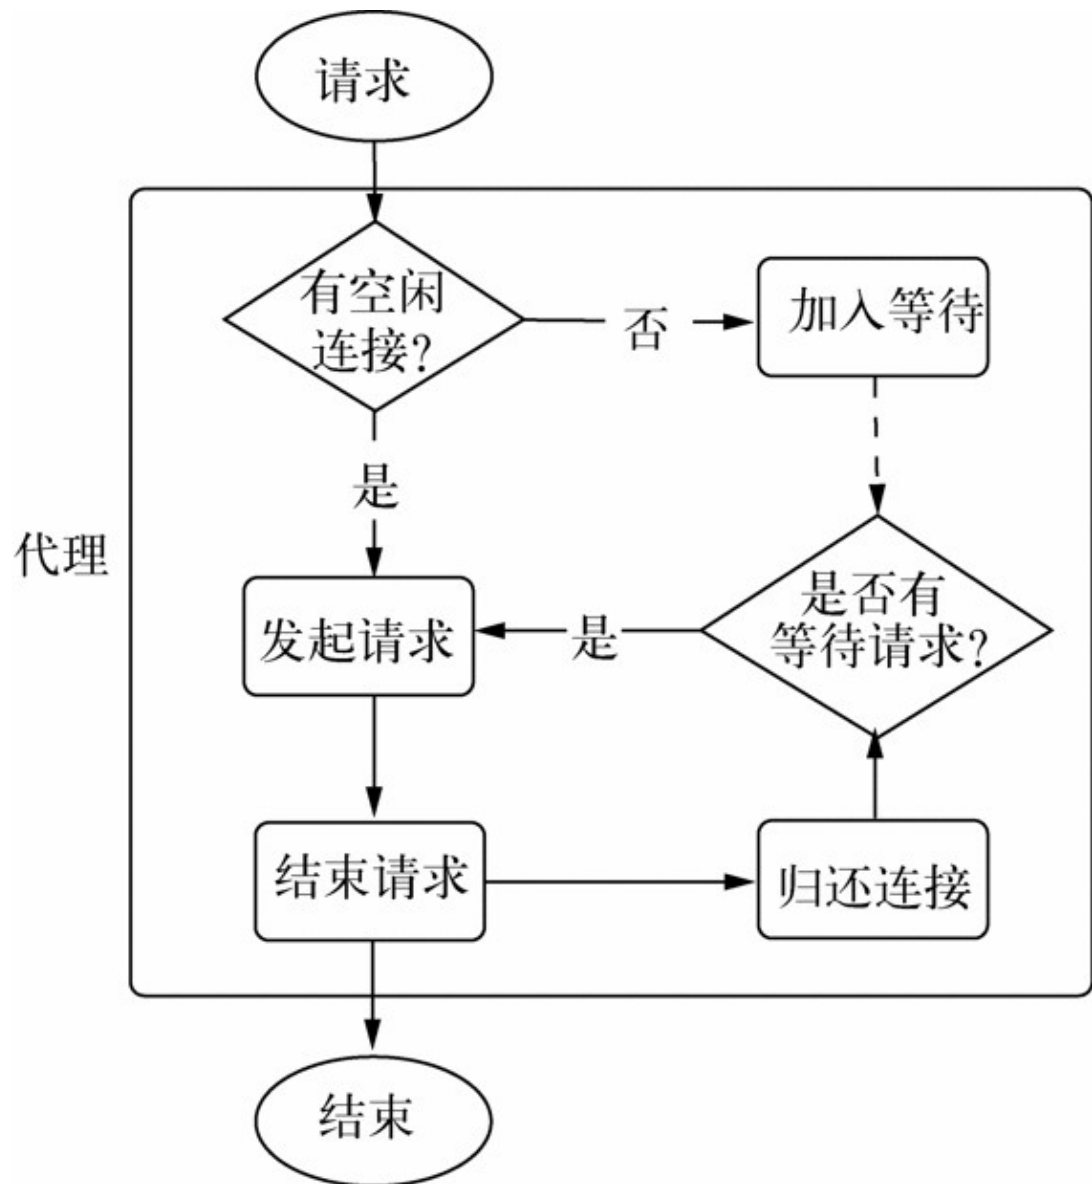 请求
有空闲
连接?
否
加入等待
是
代理
发起请求
是
是否有
等待请求?
结束请求
归还连接
结束